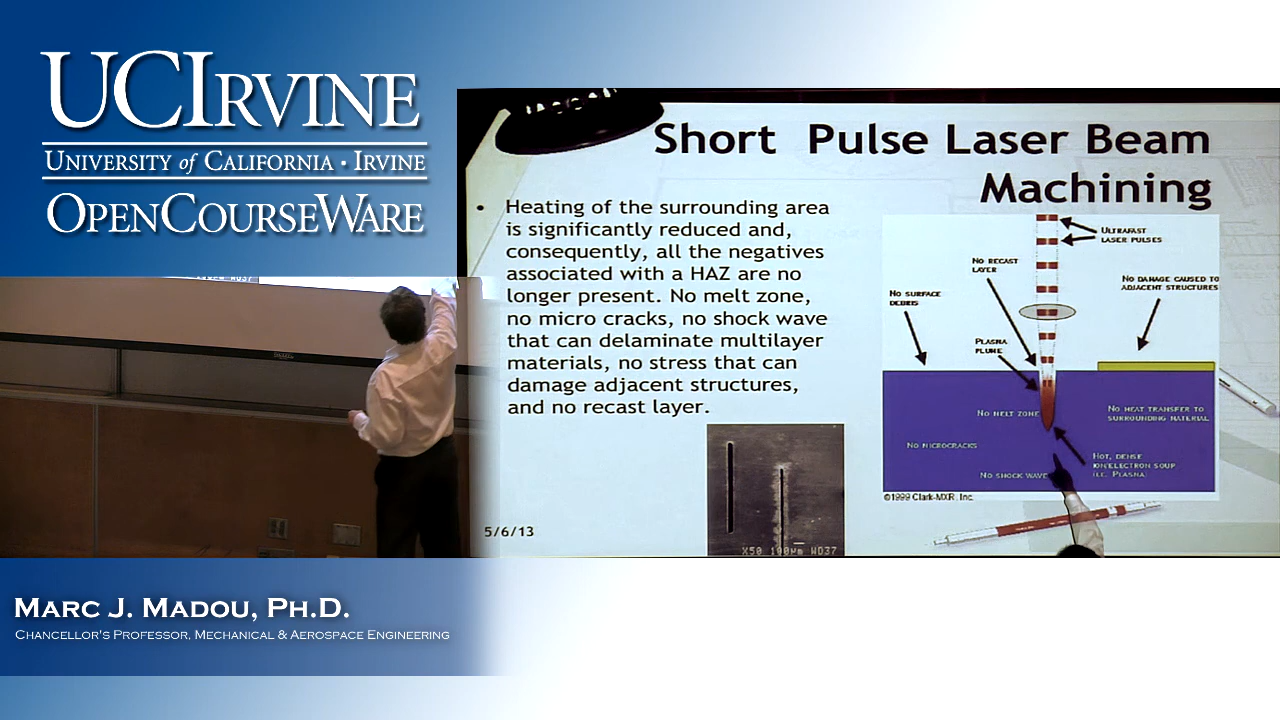 UCIRVINE
UNIVERSITY of CALIFORNIA · IRVINE
OPENCOURSEWARE
Short Pulse Laser Beam
Machining
• Heating of the surrounding area
is significantly reduced and,
consequently, all the negatives
associated with a HAZ are no
longer present. No melt zone,
no micro cracks, no shock wave
that can delaminate multilayer
materials, no stress that can
damage adjacent structures,
and no recast layer.
ULTRAFAST
LASER PULSES
NO RECAST
LAYER
NO DAMAGE CAUSED TO
ADJACENT STRUCTURES
NO SURFACE
DEBRIS
PLASMA
PLUME
NO MELT ZONE
NO HEAT TRANSFER TO
SURROUNDING MATERIAL
NO MICROCRACKS
HOT, DENSE
ION/ELECTRON SOUP
(I.E. PLASMA)
NO SHOCK WAVE
©1999 Clark-MXR, Inc.
X50 100µm WD37
5/6/13
MARC J. MADOU, PH.D.
CHANCELLOR'S PROFESSOR, MECHANICAL & AEROSPACE ENGINEERING